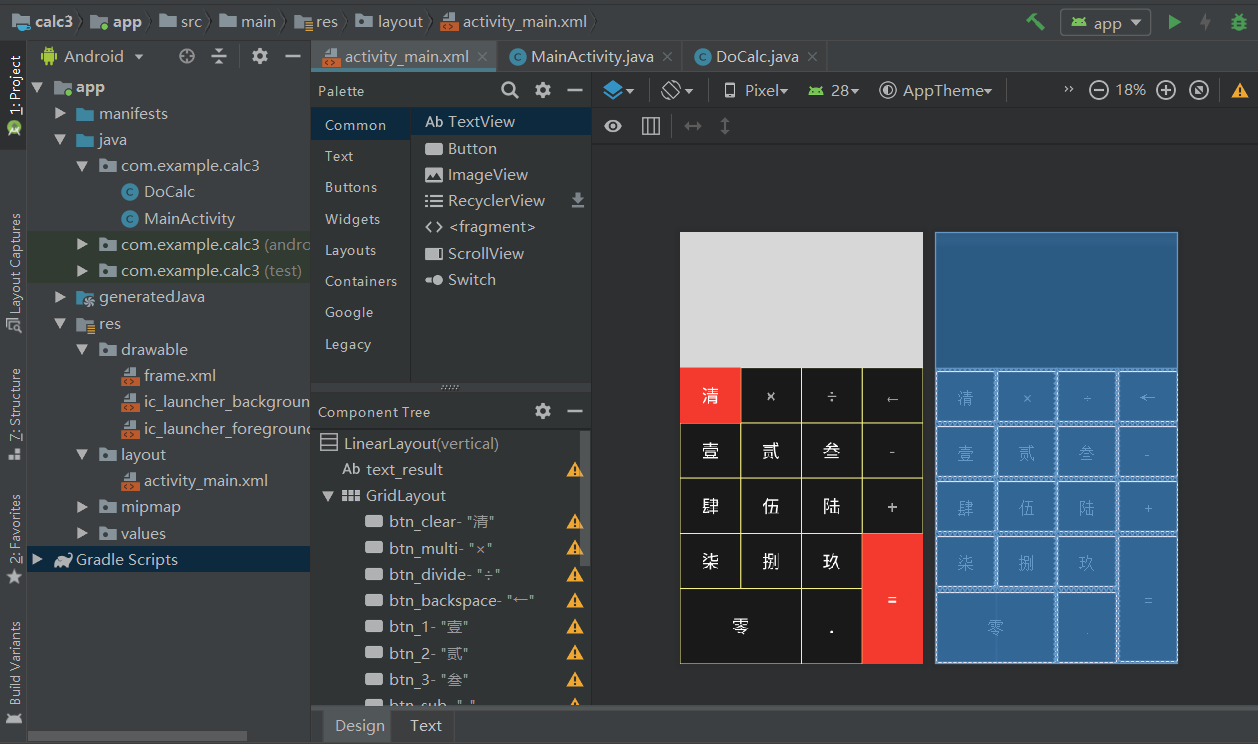 calc3 app src main res layout activity_main.xml
app
1: Project
Layout Captures
7: Structure
2: Favorites
Build Variants
Android
app
manifests
java
com.example.calc3
DoCalc
MainActivity
com.example.calc3 (andro
com.example.calc3 (test)
generatedJava
res
drawable
frame.xml
ic_launcher_backgroun
ic_launcher_foregroun
layout
activity_main.xml
mipmap
values
Gradle Scripts
activity_main.xml MainActivity.java DoCalc.java
Palette
Common
Text
Buttons
Widgets
Layouts
Containers
Google
Legacy
Ab TextView
Button
ImageView
RecyclerView
<fragment>
ScrollView
Switch
Component Tree
LinearLayout(vertical)
Ab text_result
GridLayout
btn_clear- "清"
btn_multi- "×"
btn_divide- "÷"
btn_backspace- "←"
btn_1- "壹"
btn_2- "贰"
btn_3- "叁"
btn_sub- "-"
Pixel 28 AppTheme 18%
清 × ÷ ←
壹 贰 叁 -
肆 伍 陆 +
柒 捌 玖
=
零 .
清 × ÷ ←
壹 贰 叁 -
肆 伍 陆 +
柒 捌 玖
=
零 .
Design Text